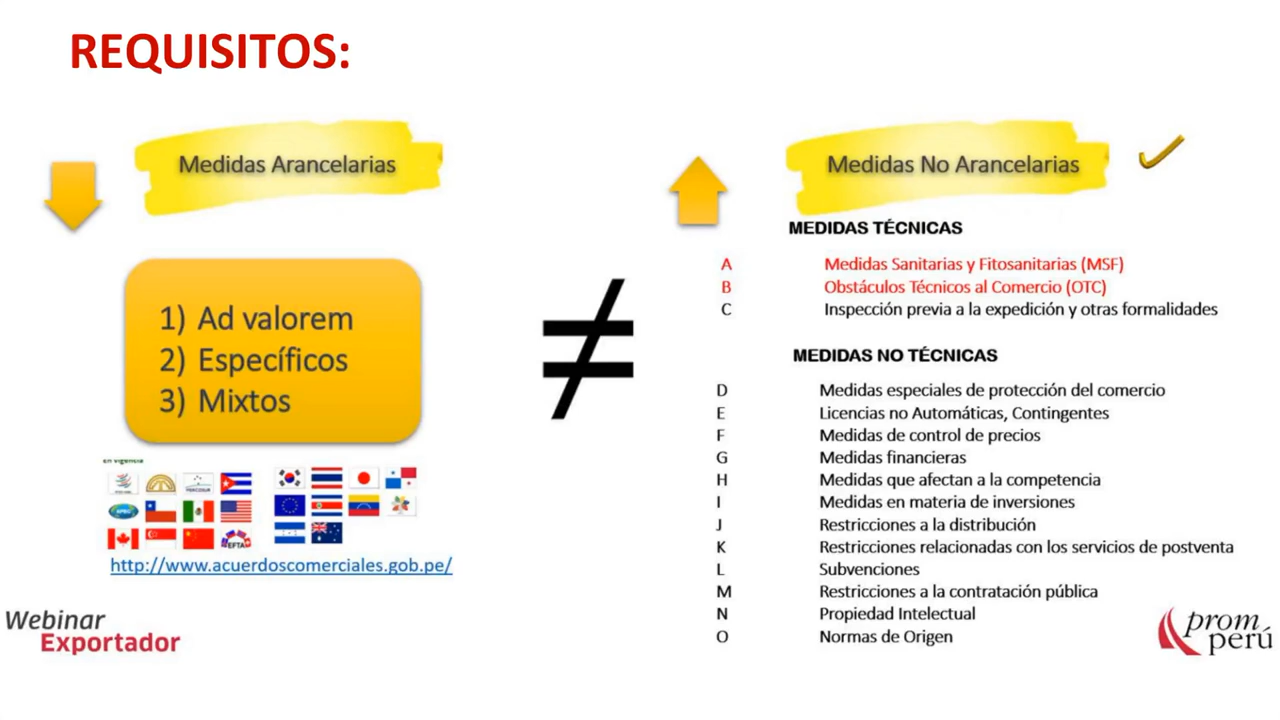 REQUISITOS:
Medidas Arancelarias
1) Ad valorem
2) Específicos
3) Mixtos
en vigencia
http://www.acuerdoscomerciales.gob.pe/
Medidas No Arancelarias
MEDIDAS TÉCNICAS
A Medidas Sanitarias y Fitosanitarias (MSF)
B Obstáculos Técnicos al Comercio (OTC)
C Inspección previa a la expedición y otras formalidades
MEDIDAS NO TÉCNICAS
D Medidas especiales de protección del comercio
E Licencias no Automáticas, Contingentes
F Medidas de control de precios
G Medidas financieras
H Medidas que afectan a la competencia
I Medidas en materia de inversiones
J Restricciones a la distribución
K Restricciones relacionadas con los servicios de postventa
L Subvenciones
M Restricciones a la contratación pública
N Propiedad Intelectual
O Normas de Origen
Webinar
Exportador
prom
perú